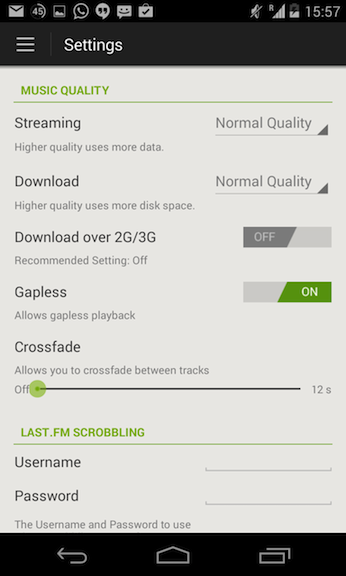 45 R 15:57
Settings
MUSIC QUALITY
Streaming Normal Quality
Higher quality uses more data.
Download Normal Quality
Higher quality uses more disk space.
Download over 2G/3G OFF
Recommended Setting: Off
Gapless ON
Allows gapless playback
Crossfade
Allows you to crossfade between tracks
Off 12 s
LAST.FM SCROBBLING
Username
Password
The Username and Password to use